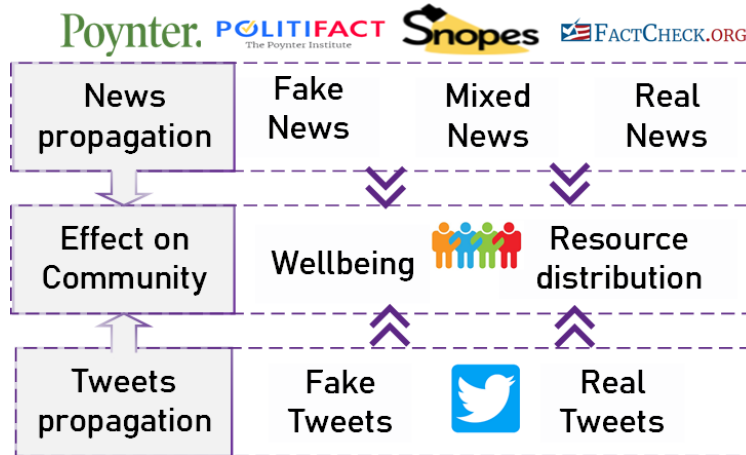 Poynter. POLITIFACT Snopes FACTCHECK.ORG
The Poynter Institute
News propagation
Fake News
Mixed News
Real News
Effect on Community
Wellbeing
Resource distribution
Tweets propagation
Fake Tweets
Real Tweets